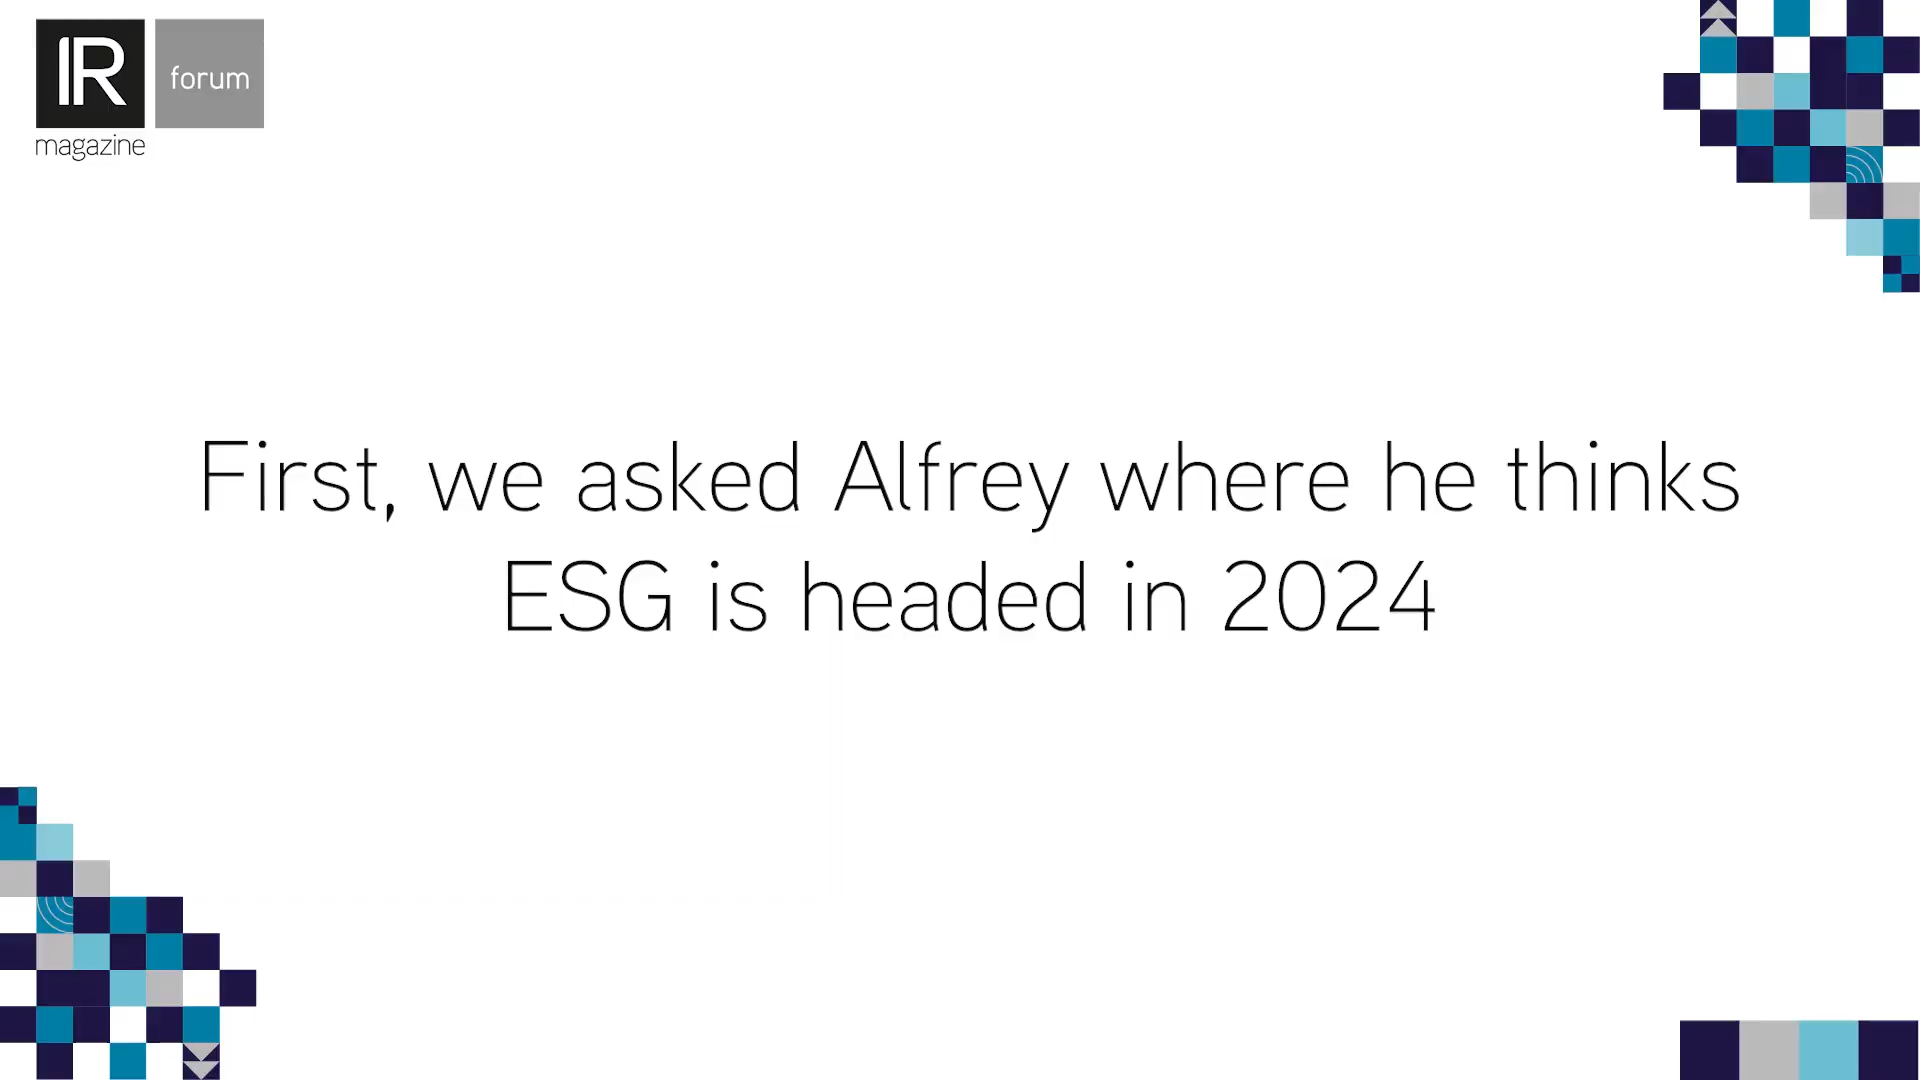 IR
forum
magazine
First, we asked Alfrey where he thinks
ESG is headed in 2024